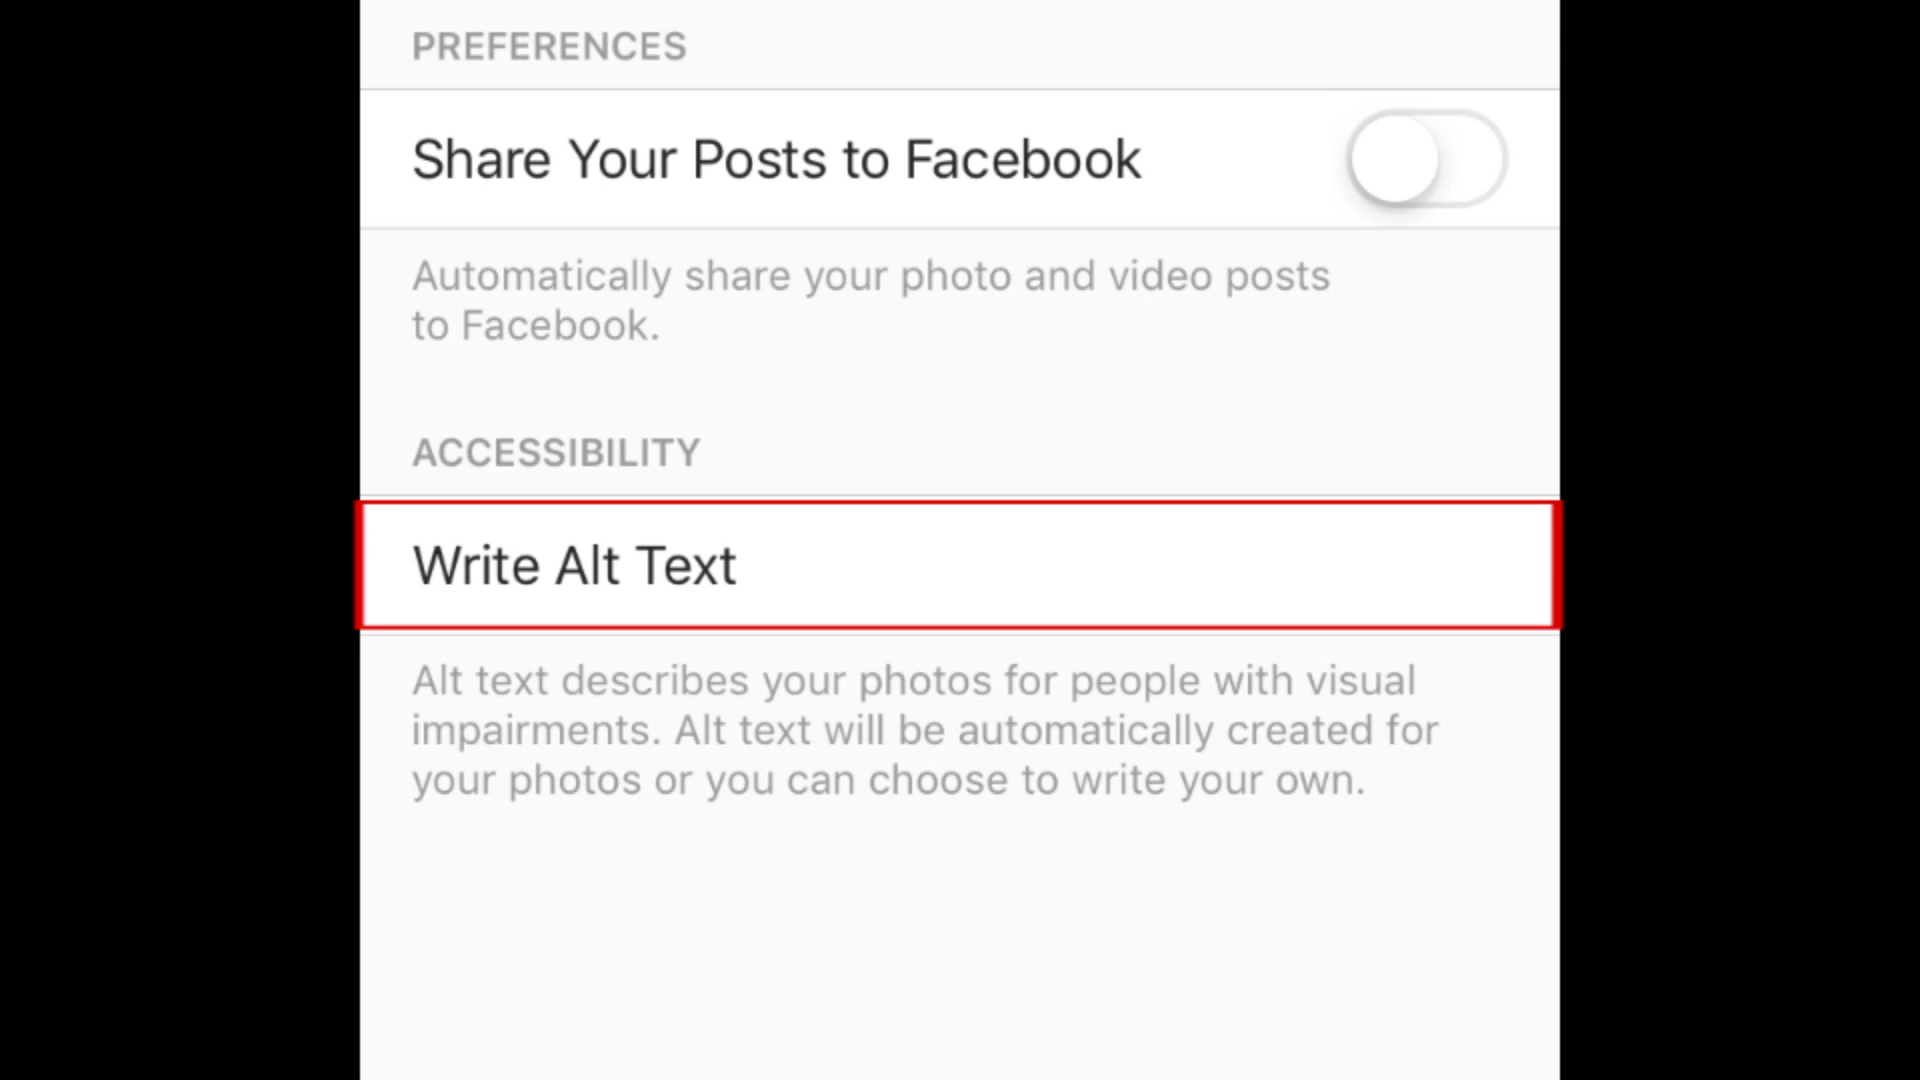 PREFERENCES
Share Your Posts to Facebook
Automatically share your photo and video posts
to Facebook.
ACCESSIBILITY
Write Alt Text
Alt text describes your photos for people with visual
impairments. Alt text will be automatically created for
your photos or you can choose to write your own.